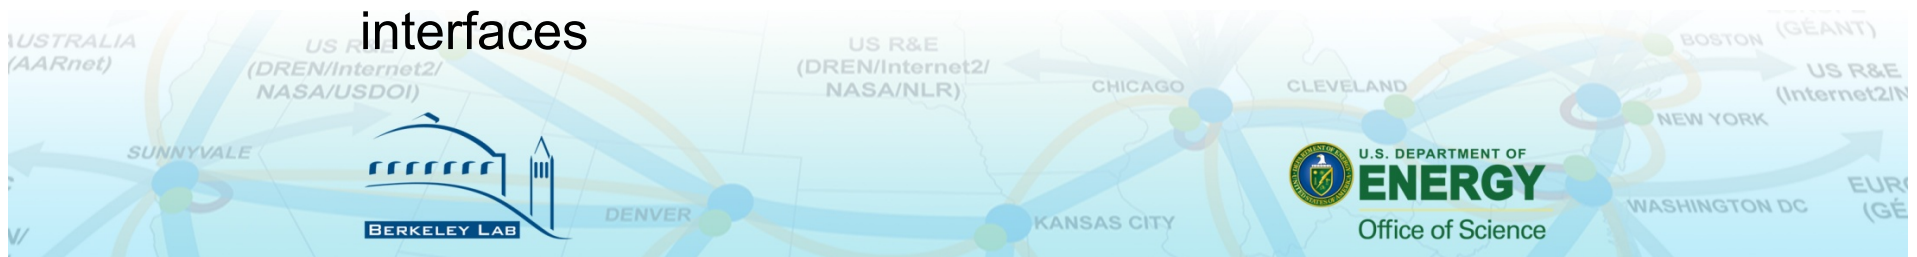 interfaces
AUSTRALIA
(AARnet)
US R&E
(DREN/Internet2/
NASA/USDOI)
US R&E
(DREN/Internet2/
NASA/NLR)
CHICAGO
CLEVELAND
BOSTON
(GÉANT)
US R&E
(Internet2/N
NEW YORK
SUNNYVALE
DENVER
KANSAS CITY
WASHINGTON DC
EUR
(GÉ
BERKELEY LAB
U.S. DEPARTMENT OF
ENERGY
Office of Science